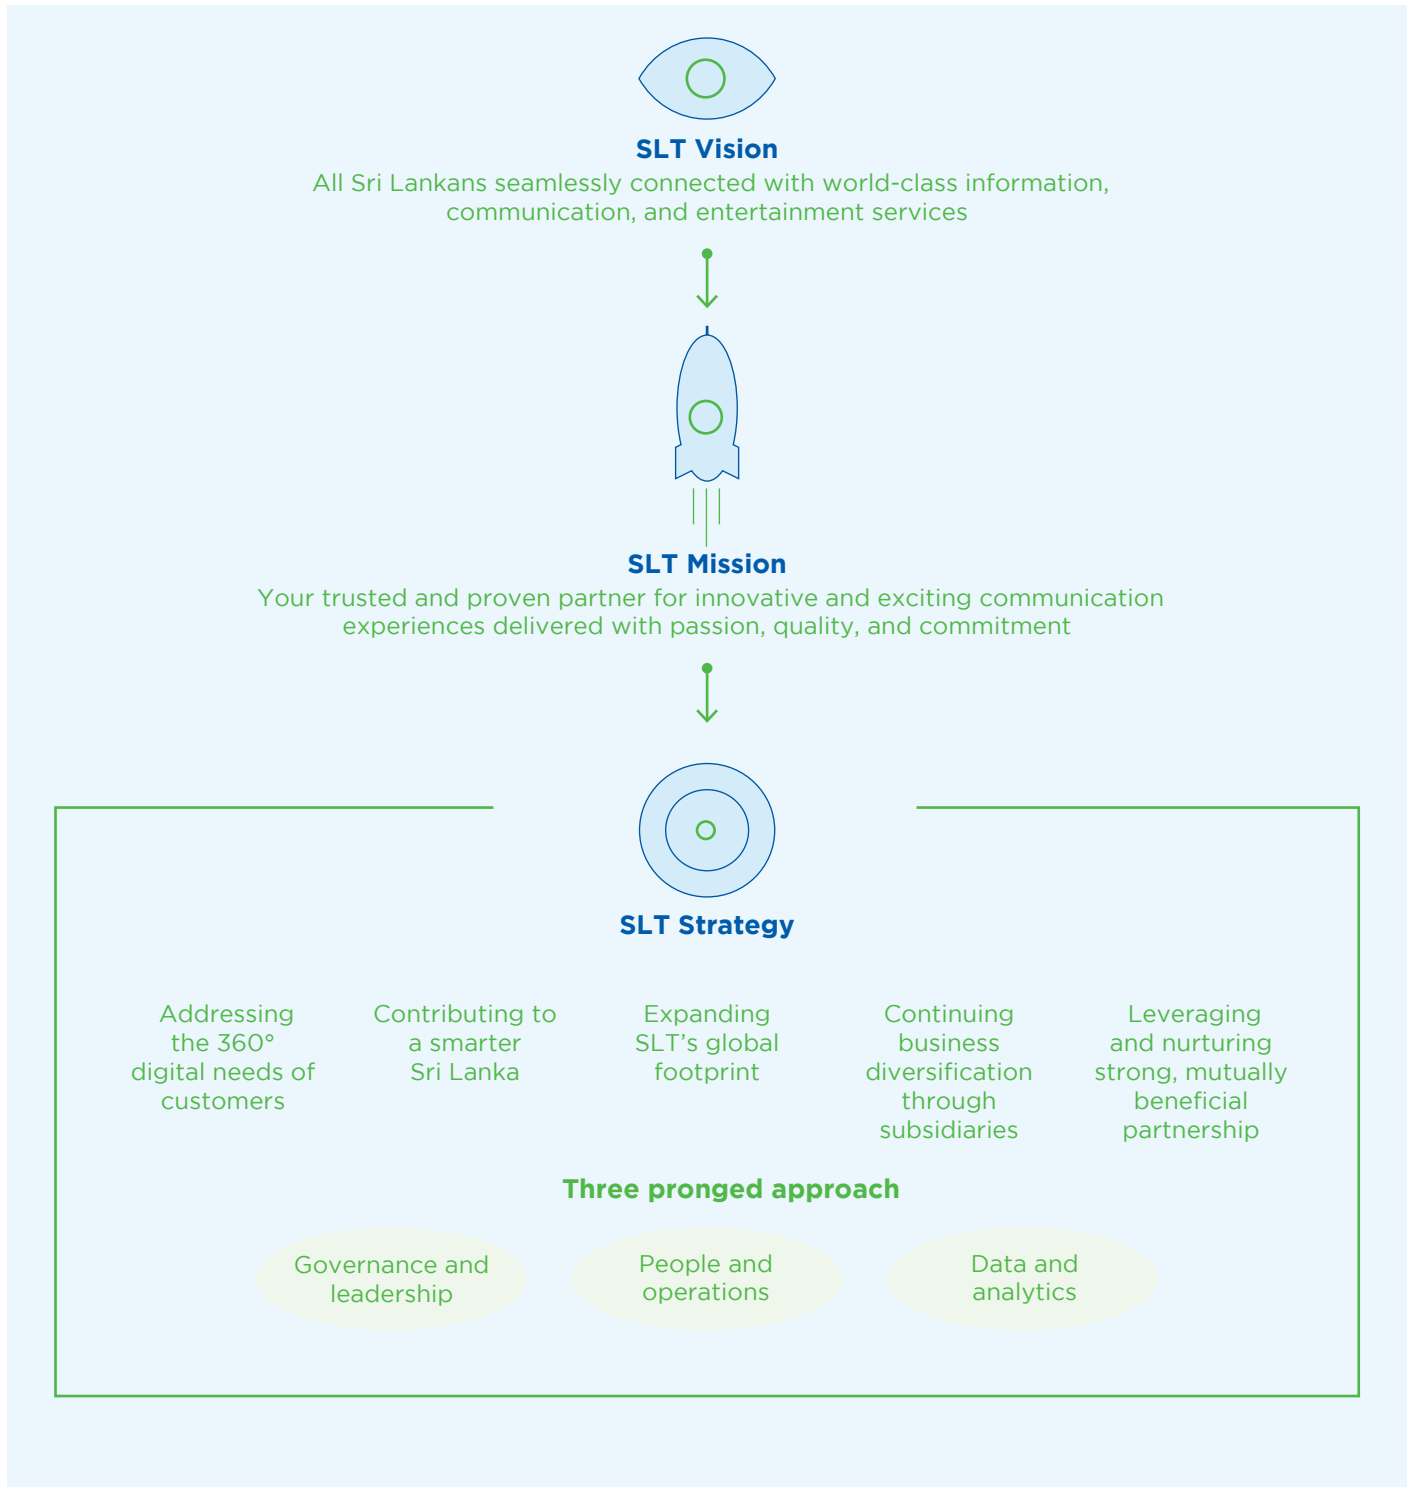 SLT Vision
All Sri Lankans seamlessly connected with world-class information,
communication, and entertainment services
SLT Mission
Your trusted and proven partner for innovative and exciting communication
experiences delivered with passion, quality, and commitment
SLT Strategy
Addressing
the 360°
digital needs of
customers
Contributing to
a smarter
Sri Lanka
Expanding
SLT’s global
footprint
Continuing
business
diversification
through
subsidiaries
Leveraging
and nurturing
strong, mutually
beneficial
partnership
Three pronged approach
Governance and
leadership
People and
operations
Data and
analytics